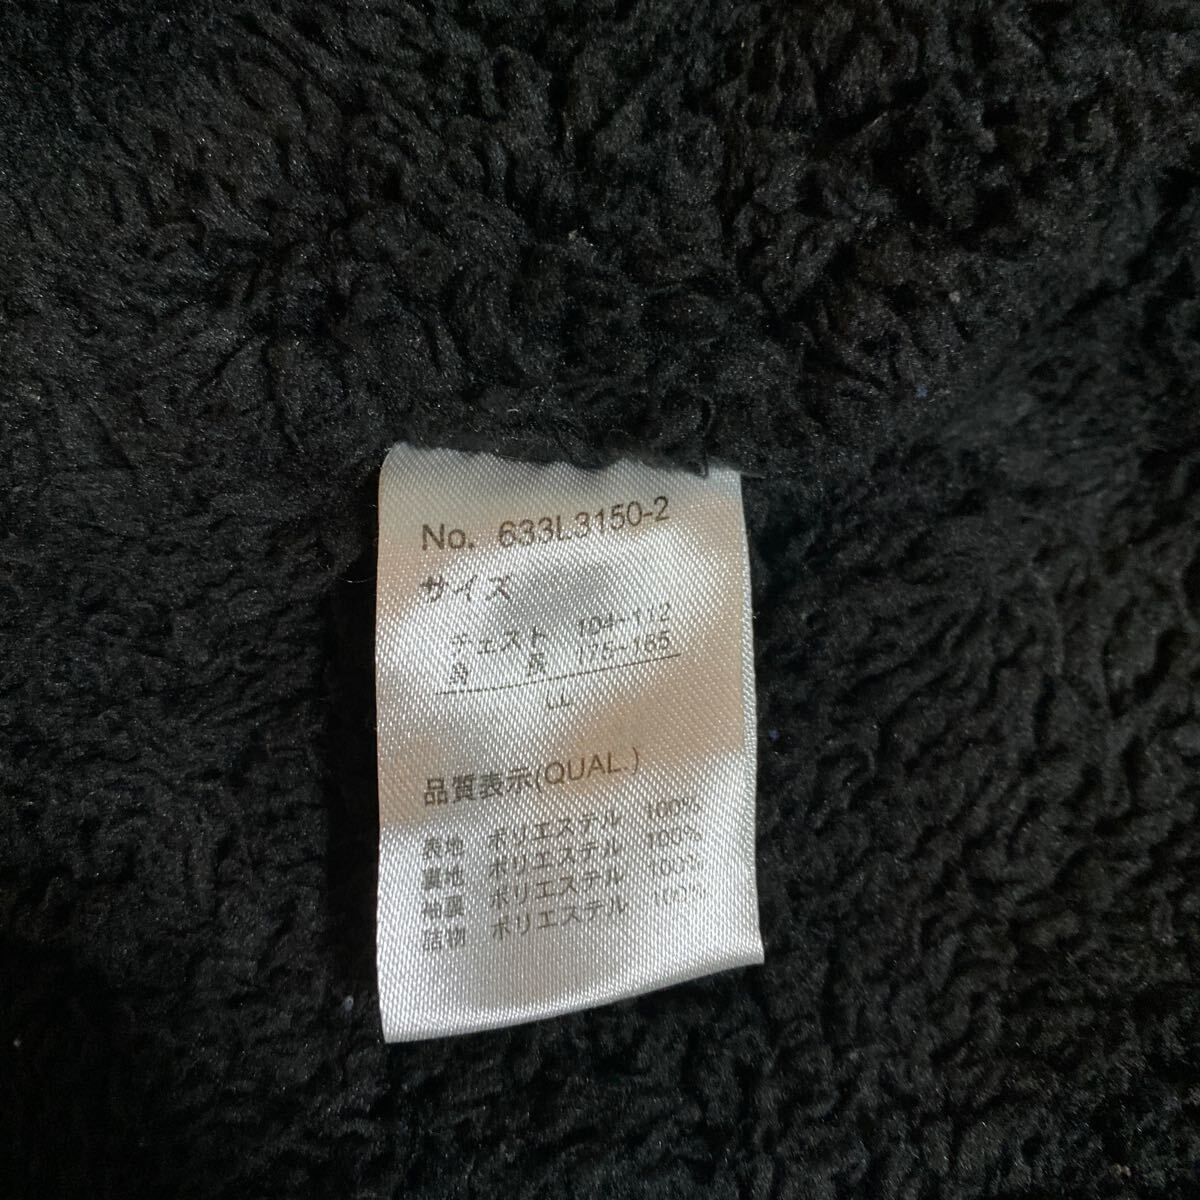 No. 633L3150-2
サイズ
チェスト 104~112
身 長 175~185
LL
品質表示(QUAL.)
表地 ポリエステル 100%
裏地 ポリエステル 100%
袖裏 ポリエステル 100%
詰物 ポリエステル 100%